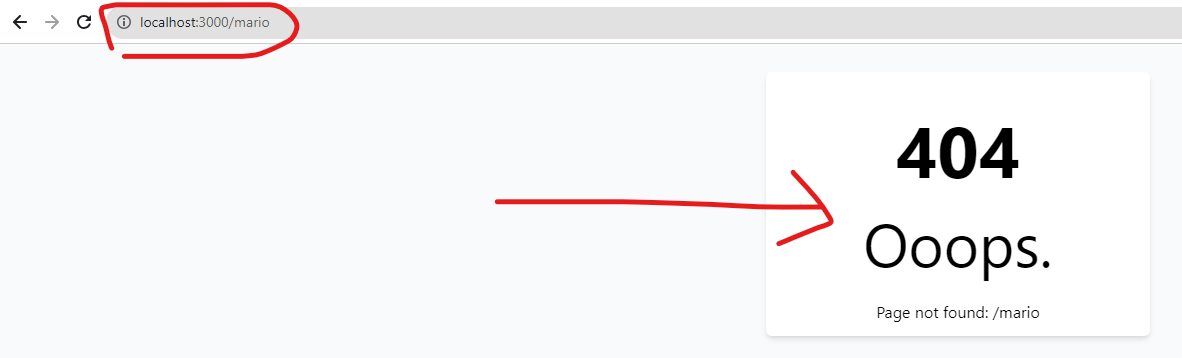 localhost:3000/mario
404
Ooops.
Page not found: /mario